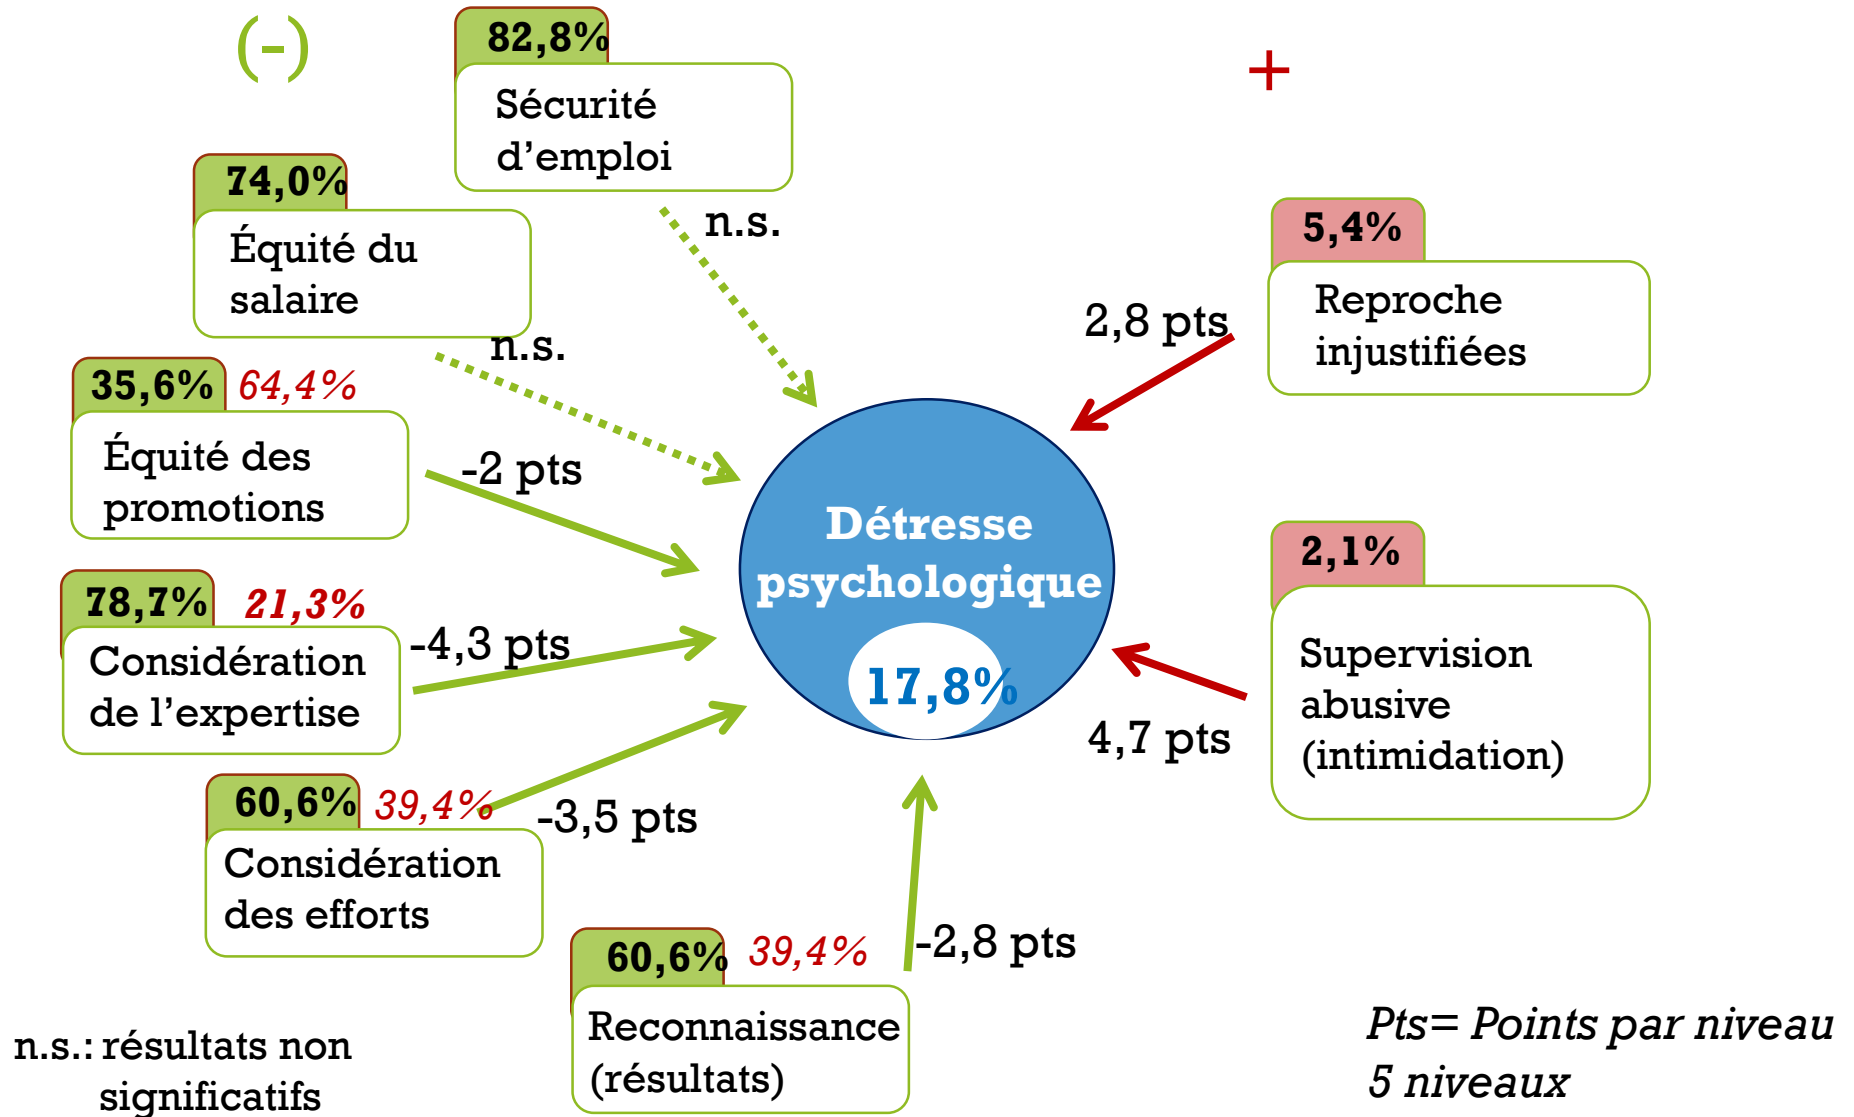 (-)
82,8%
Sécurité
d’emploi
n.s.
+
74,0%
Équité du
salaire
n.s.
5,4%
Reproche
injustifiées
2,8 pts
35,6% 64,4%
Équité des
promotions
-2 pts
Détresse
psychologique
17,8%
2,1%
Supervision
abusive
(intimidation)
4,7 pts
78,7% 21,3%
Considération
de l’expertise
-4,3 pts
60,6% 39,4%
Considération
des efforts
-3,5 pts
60,6% 39,4%
Reconnaissance
(résultats)
-2,8 pts
n.s.: résultats non
significatifs
Pts= Points par niveau
5 niveaux